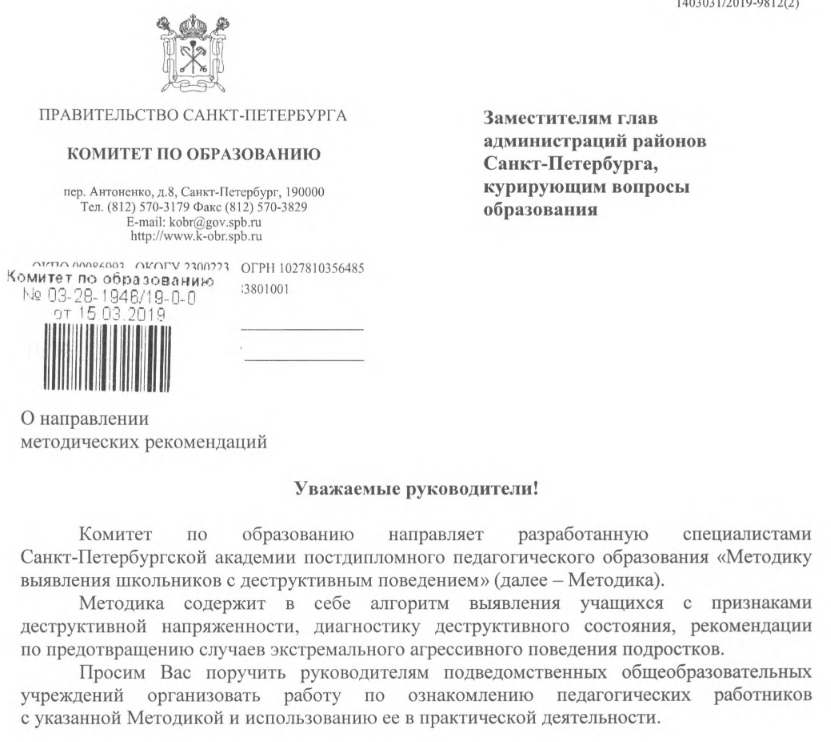 1403031/2019-9812(2)
ПРАВИТЕЛЬСТВО САНКТ-ПЕТЕРБУРГА
КОМИТЕТ ПО ОБРАЗОВАНИЮ
пер. Антоненко, д.8, Санкт-Петербург, 190000
Тел. (812) 570-3179 Факс (812) 570-3829
E-mail: kobr@gov.spb.ru
http://www.k-obr.spb.ru
ОГРН 1027810356485
3801001
Комитет по образованию
№ 03-28-1946/19-0-0
от 15.03.2019
Заместителям глав
администраций районов
Санкт-Петербурга,
курирующим вопросы
образования
О направлении
методических рекомендаций
Уважаемые руководители!
Комитет по образованию направляет разработанную специалистами
Санкт-Петербургской академии постдипломного педагогического образования «Методику
выявления школьников с деструктивным поведением» (далее – Методика).
Методика содержит в себе алгоритм выявления учащихся с признаками
деструктивной напряженности, диагностику деструктивного состояния, рекомендации
по предотвращению случаев экстремального агрессивного поведения подростков.
Просим Вас поручить руководителям подведомственных общеобразовательных
учреждений организовать работу по ознакомлению педагогических работников
с указанной Методикой и использованию ее в практической деятельности.